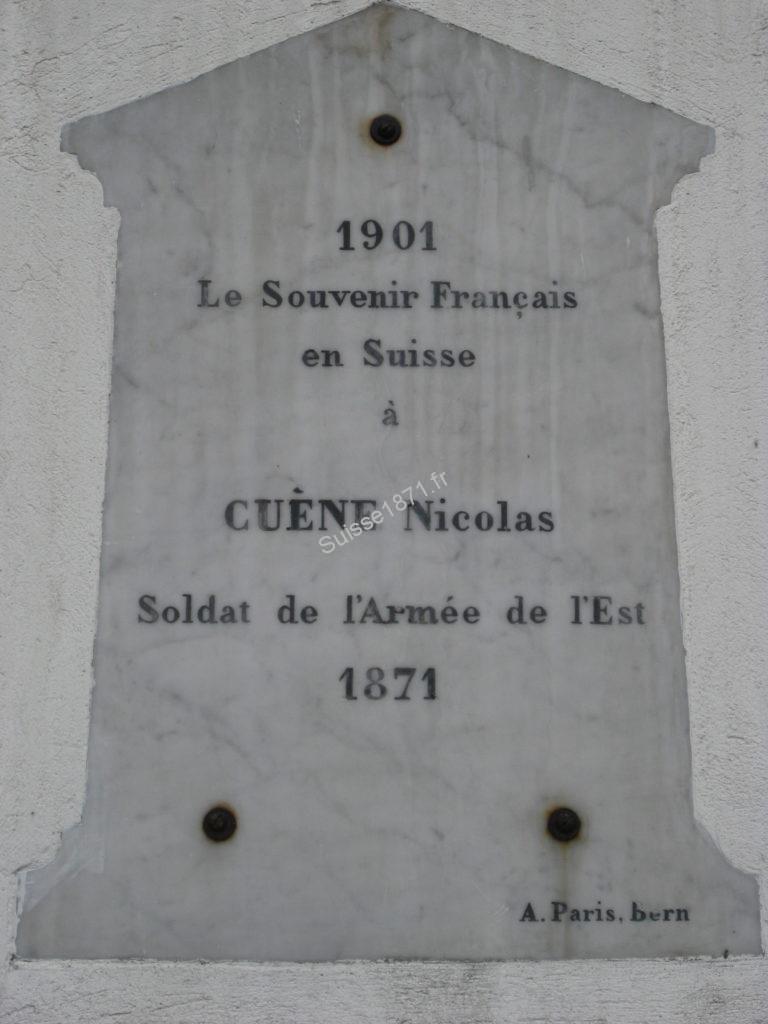 1901
Le Souvenir Français
en Suisse
à
CUÈNE Nicolas
Suisse1871.fr
Soldat de l'Armée de l'Est
1871
A. Paris. bern